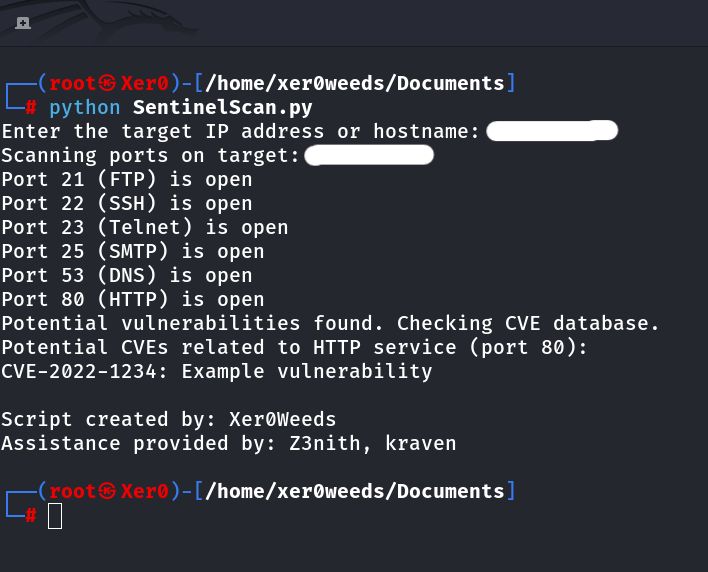 ┌──(root㉿Xer0)-[/home/xer0weeds/Documents]
└─# python SentinelScan.py
Enter the target IP address or hostname:
Scanning ports on target:
Port 21 (FTP) is open
Port 22 (SSH) is open
Port 23 (Telnet) is open
Port 25 (SMTP) is open
Port 53 (DNS) is open
Port 80 (HTTP) is open
Potential vulnerabilities found. Checking CVE database.
Potential CVEs related to HTTP service (port 80):
CVE-2022-1234: Example vulnerability
Script created by: Xer0Weeds
Assistance provided by: Z3nith, kraven
┌──(root㉿Xer0)-[/home/xer0weeds/Documents]
└─#